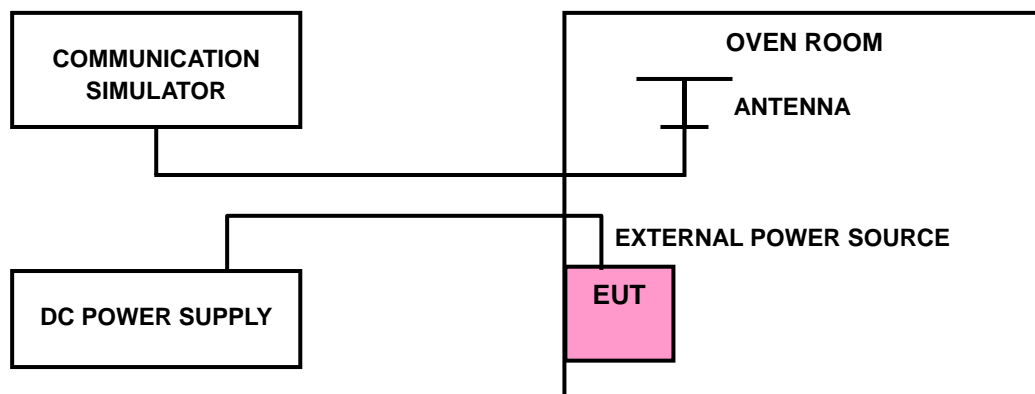 COMMUNICATION
SIMULATOR
OVEN ROOM
ANTENNA
EXTERNAL POWER SOURCE
EUT
DC POWER SUPPLY